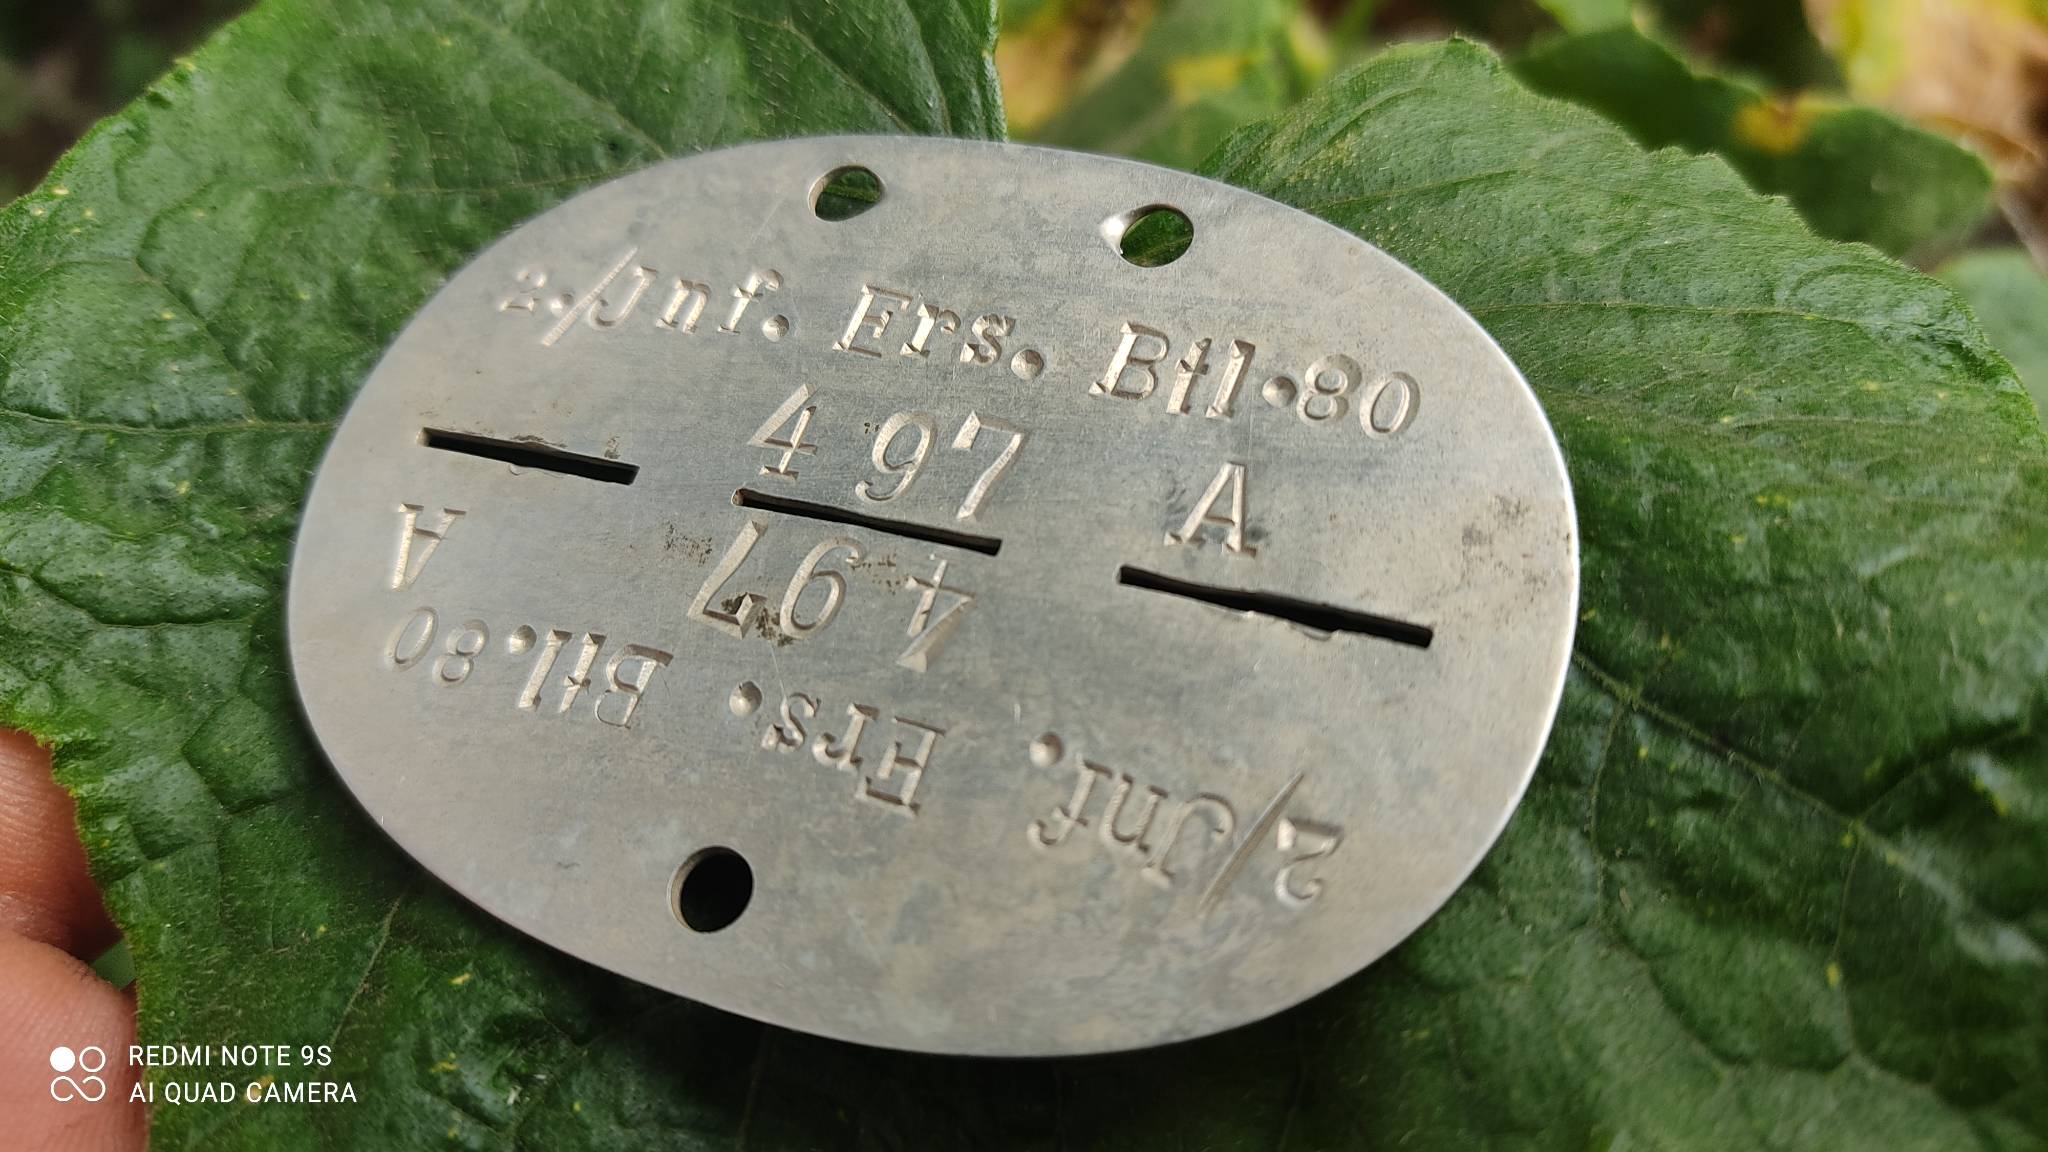 2./Jnf. Ers. Btl.80
497 A
497 A
2/Jnf. Ers. Btl.80
REDMI NOTE 9S
AI QUAD CAMERA